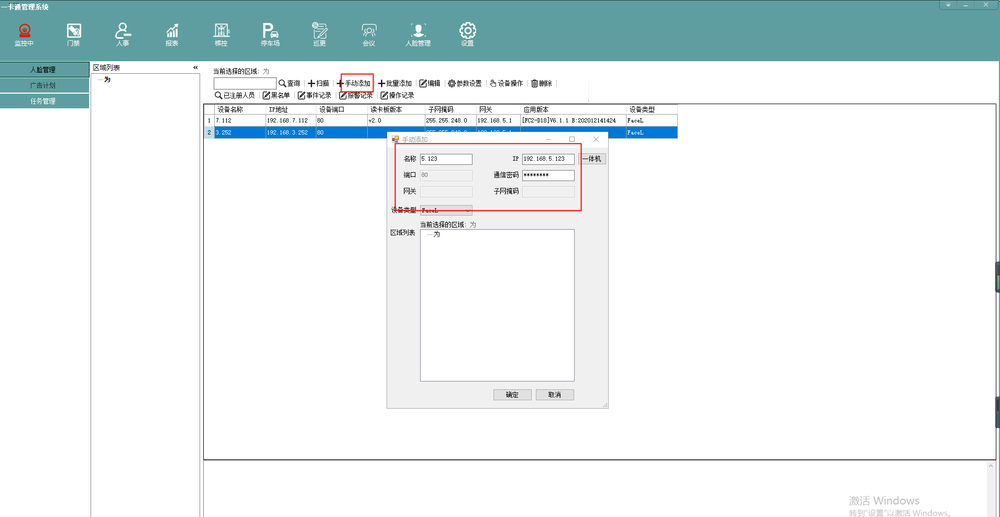 一卡通管理系统
监控中 门禁 人事 报表 梯控 停车场 巡更 会议 人脸管理 设置
人脸管理
广告计划
任务管理
区域列表 «
为
当前选择的区域: 为
查询 扫描 手动添加 批量添加 编辑 参数设置 设备操作 删除
已注册人员 黑名单 事件记录 报警记录 操作记录
设备名称 IP地址 设备端口 读卡板版本 子网掩码 网关 应用版本 设备类型
1 7.112 192.168.7.112 80 v2.0 255.255.248.0 192.168.5.1 [FC2-D18]V6.1.1 B:202012141424 FaceL
2 3.252 192.168.3.252 80 255.255.248.0 192.168.5.1 FaceL
手动添加
名称 5.123 IP 192.168.5.123 一体机
端口 80 通信密码 ********
网关 子网掩码
设备类型 FaceL
当前选择的区域: 为
区域列表
为
确定 取消
激活 Windows
转到"设置"以激活 Windows。